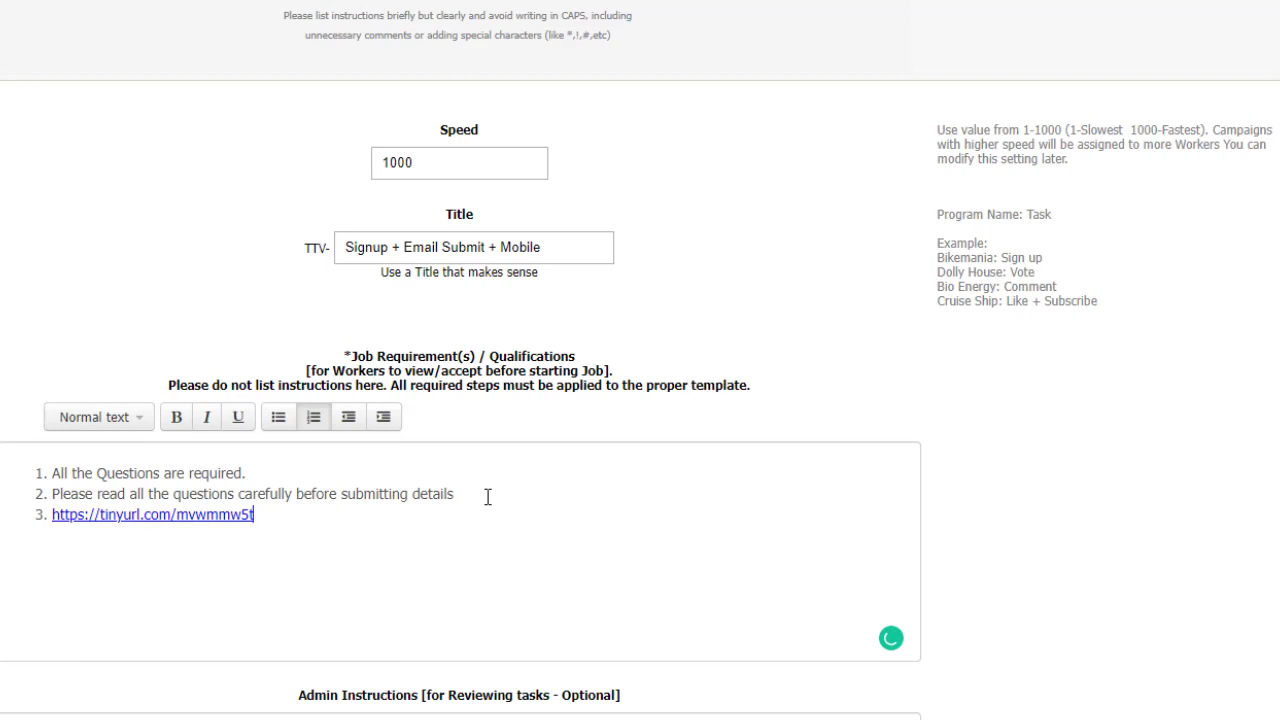 Please list instructions briefly but clearly and avoid writing in CAPS, including
unnecessary comments or adding special characters (like *,!,#,etc)
Speed
1000
Use value from 1-1000 (1-Slowest 1000-Fastest). Campaigns
with higher speed will be assigned to more Workers You can
modify this setting later.
Title
TTV- Signup + Email Submit + Mobile
Use a Title that makes sense
Program Name: Task
Example:
Bikemania: Sign up
Dolly House: Vote
Bio Energy: Comment
Cruise Ship: Like + Subscribe
*Job Requirement(s) / Qualifications
[for Workers to view/accept before starting Job].
Please do not list instructions here. All required steps must be applied to the proper template.
Normal text B I U
1. All the Questions are required.
2. Please read all the questions carefully before submitting details
3. https://tinyurl.com/mvwmmw5t
Admin Instructions [for Reviewing tasks - Optional]